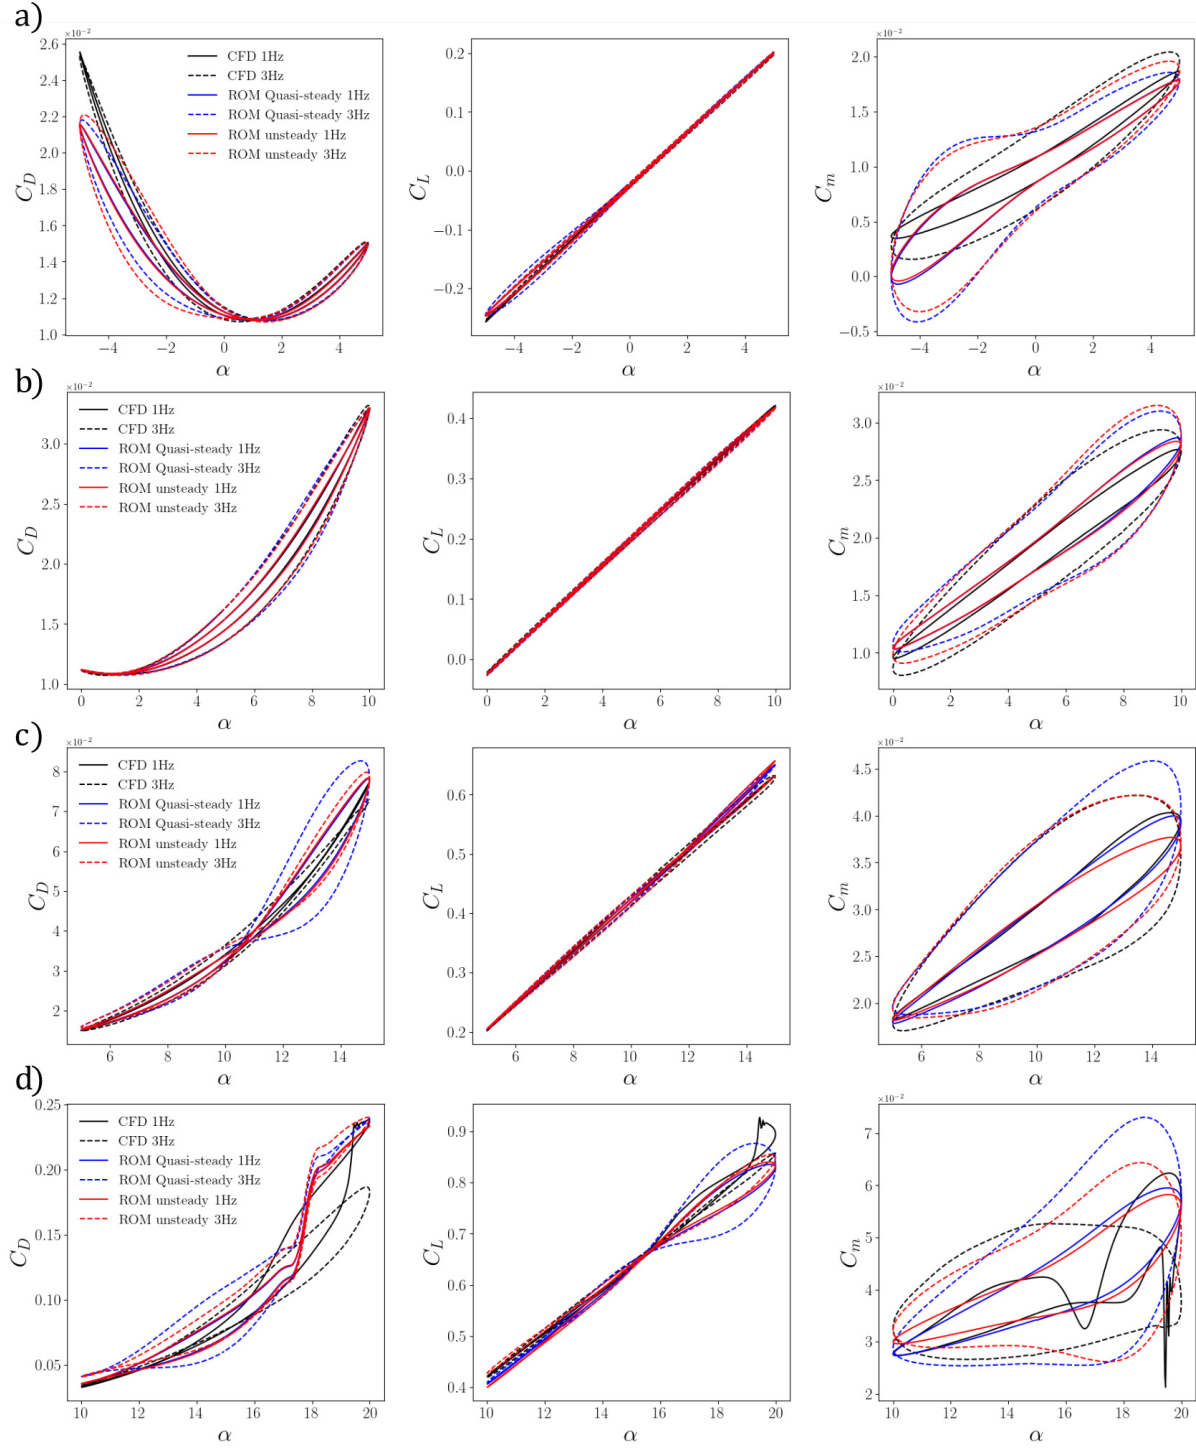 a)
×10⁻² ×10⁻²
2.6 2.4 2.2 2.0 1.8 1.6 1.4 1.2 1.0
C_D
CFD 1Hz
CFD 3Hz
ROM Quasi-steady 1Hz
ROM Quasi-steady 3Hz
ROM unsteady 1Hz
ROM unsteady 3Hz
−4 −2 0 2 4
α
0.2 0.1 0.0 −0.1 −0.2
C_L
−4 −2 0 2 4
α
2.0 1.5 1.0 0.5 0.0 −0.5
C_m
−4 −2 0 2 4
α
b)
×10⁻² ×10⁻²
3.0 2.5 2.0 1.5 1.0
C_D
CFD 1Hz
CFD 3Hz
ROM Quasi-steady 1Hz
ROM Quasi-steady 3Hz
ROM unsteady 1Hz
ROM unsteady 3Hz
0 2 4 6 8 10
α
0.4 0.3 0.2 0.1 0.0
C_L
0 2 4 6 8 10
α
3.0 2.5 2.0 1.5 1.0
C_m
0 2 4 6 8 10
α
c)
×10⁻² ×10⁻²
8 7 6 5 4 3 2
C_D
CFD 1Hz
CFD 3Hz
ROM Quasi-steady 1Hz
ROM Quasi-steady 3Hz
ROM unsteady 1Hz
ROM unsteady 3Hz
6 8 10 12 14
α
0.6 0.5 0.4 0.3 0.2
C_L
6 8 10 12 14
α
4.5 4.0 3.5 3.0 2.5 2.0
C_m
6 8 10 12 14
α
d)
×10⁻²
0.25 0.20 0.15 0.10 0.05
C_D
CFD 1Hz
CFD 3Hz
ROM Quasi-steady 1Hz
ROM Quasi-steady 3Hz
ROM unsteady 1Hz
ROM unsteady 3Hz
10 12 14 16 18 20
α
0.9 0.8 0.7 0.6 0.5 0.4
C_L
10 12 14 16 18 20
α
7 6 5 4 3 2
C_m
10 12 14 16 18 20
α